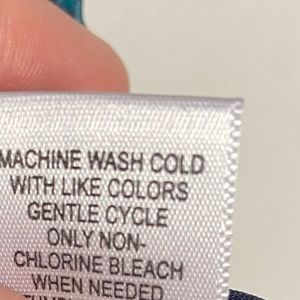 MACHINE WASH COLD
WITH LIKE COLORS
GENTLE CYCLE
ONLY NON-
CHLORINE BLEACH
WHEN NEEDED